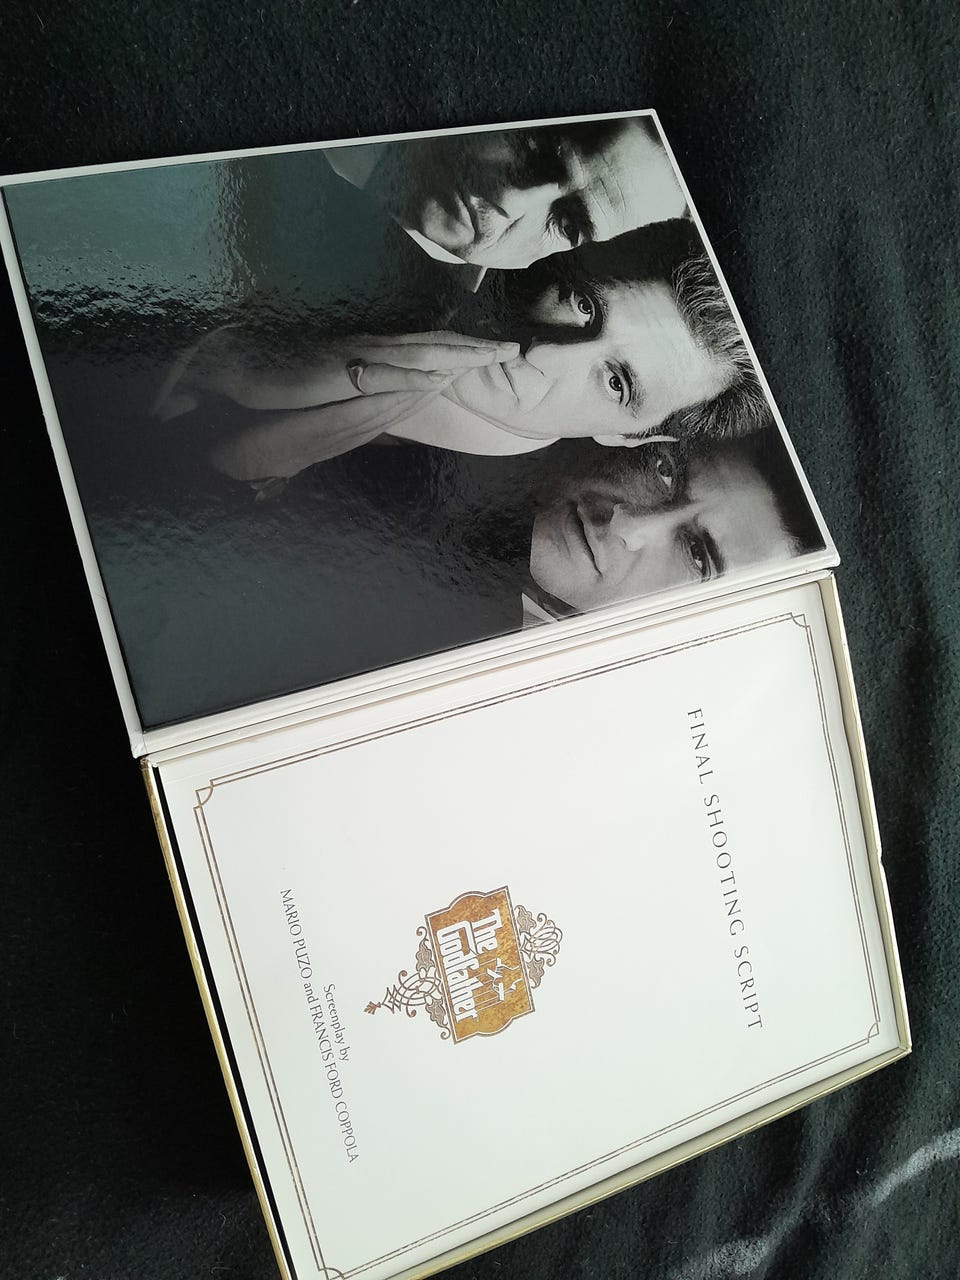 FINAL SHOOTING SCRIPT
The
Godfather
Screenplay by
MARIO PUZO and FRANCIS FORD COPPOLA